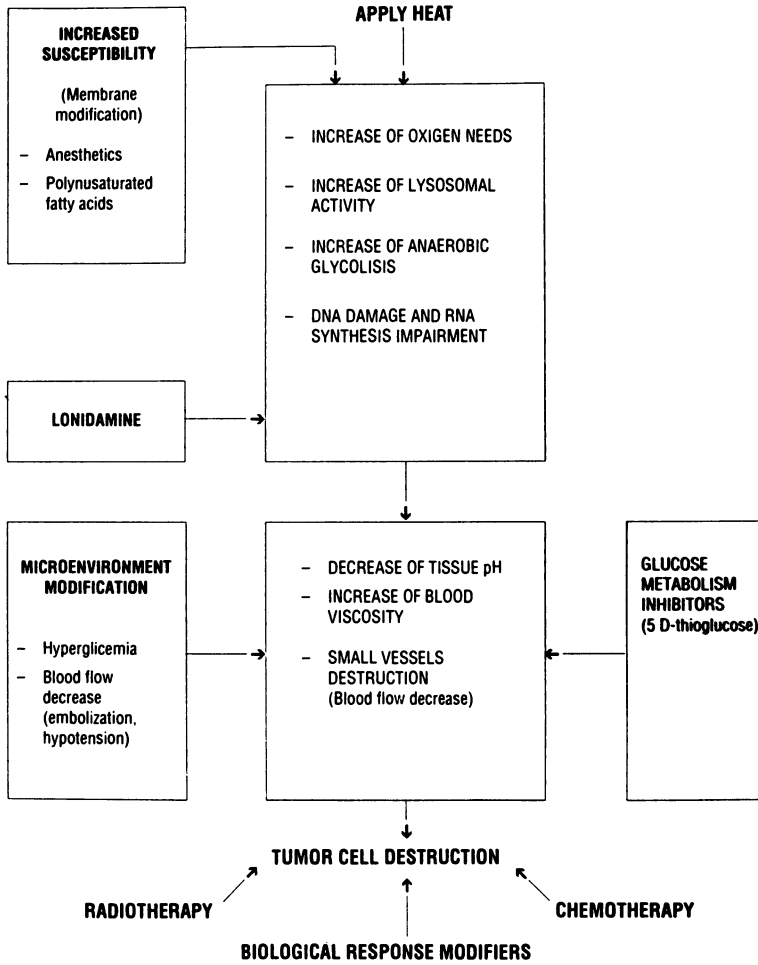 APPLY HEAT
INCREASED
SUSCEPTIBILITY
(Membrane
modification)
– Anesthetics
– Polynusaturated
fatty acids
– INCREASE OF OXIGEN NEEDS
– INCREASE OF LYSOSOMAL
ACTIVITY
– INCREASE OF ANAEROBIC
GLYCOLISIS
– DNA DAMAGE AND RNA
SYNTHESIS IMPAIRMENT
LONIDAMINE
MICROENVIRONMENT
MODIFICATION
– Hyperglicemia
– Blood flow
decrease
(embolization,
hypotension)
– DECREASE OF TISSUE pH
– INCREASE OF BLOOD
VISCOSITY
– SMALL VESSELS
DESTRUCTION
(Blood flow decrease)
GLUCOSE
METABOLISM
INHIBITORS
(5 D-thioglucose)
TUMOR CELL DESTRUCTION
RADIOTHERAPY
CHEMOTHERAPY
BIOLOGICAL RESPONSE MODIFIERS